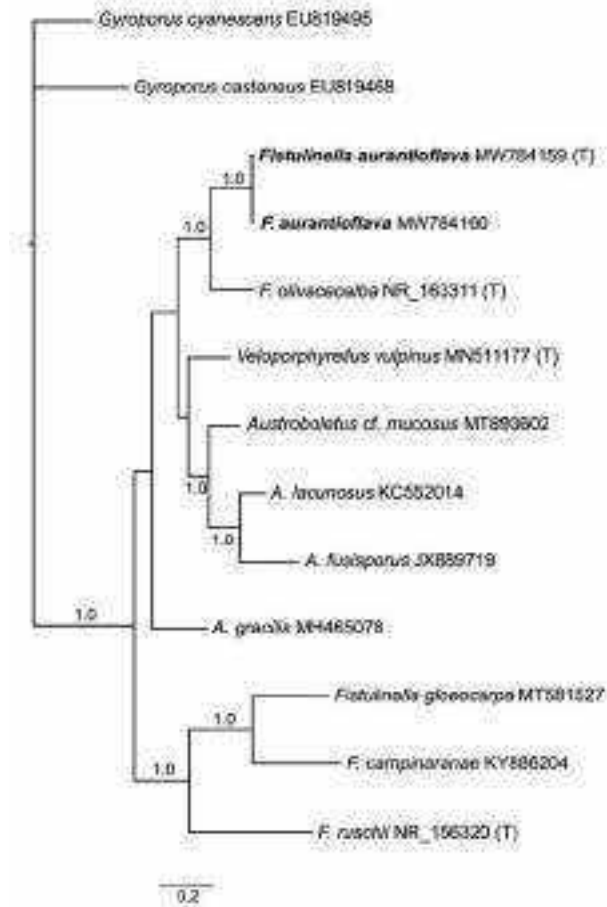 Gyroporus cyanescens EU819495
Gyroporus castaneus EU819468
Fistulinella aurantioflava MW784159 (T)
1.0
F. aurantioflava MW784160
1.0
F. olivaceoalba NR_163311 (T)
Veloporphyrellus vulpinus MN511177 (T)
Austroboletus cf. mucosus MT893602
1.0
A. lacunosus KC552014
1.0
A. fusisporus JX889719
1.0
A. gracilis MH465078
Fistulinella gloeocarpa MT581527
1.0
F. campinaranae KY886204
1.0
F. ruschii NR_156320 (T)
0.2